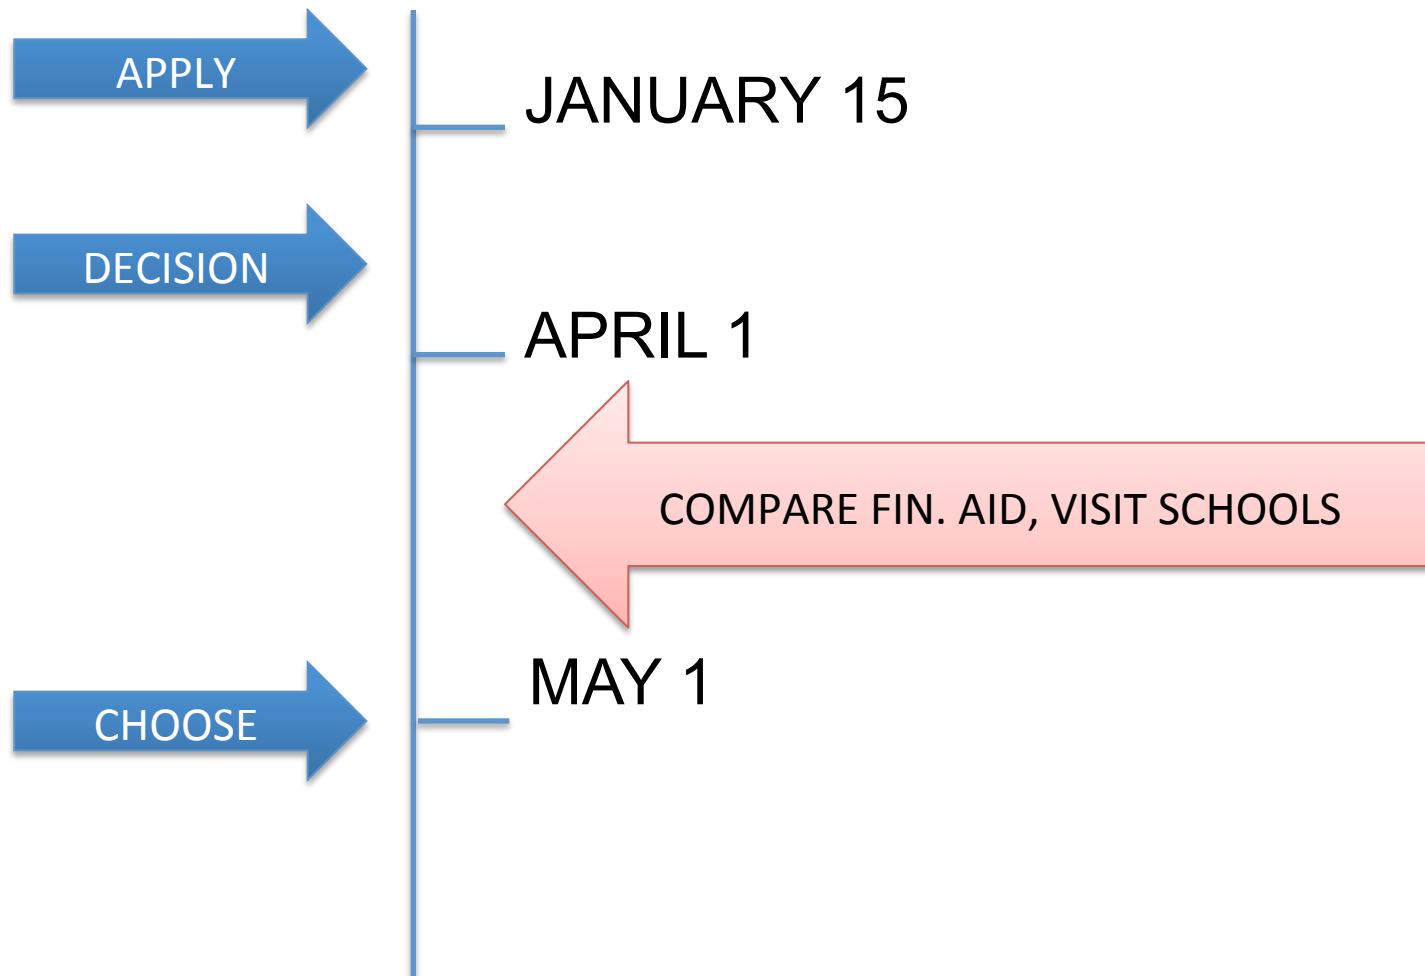 APPLY
JANUARY 15
DECISION
APRIL 1
COMPARE FIN. AID, VISIT SCHOOLS
MAY 1
CHOOSE